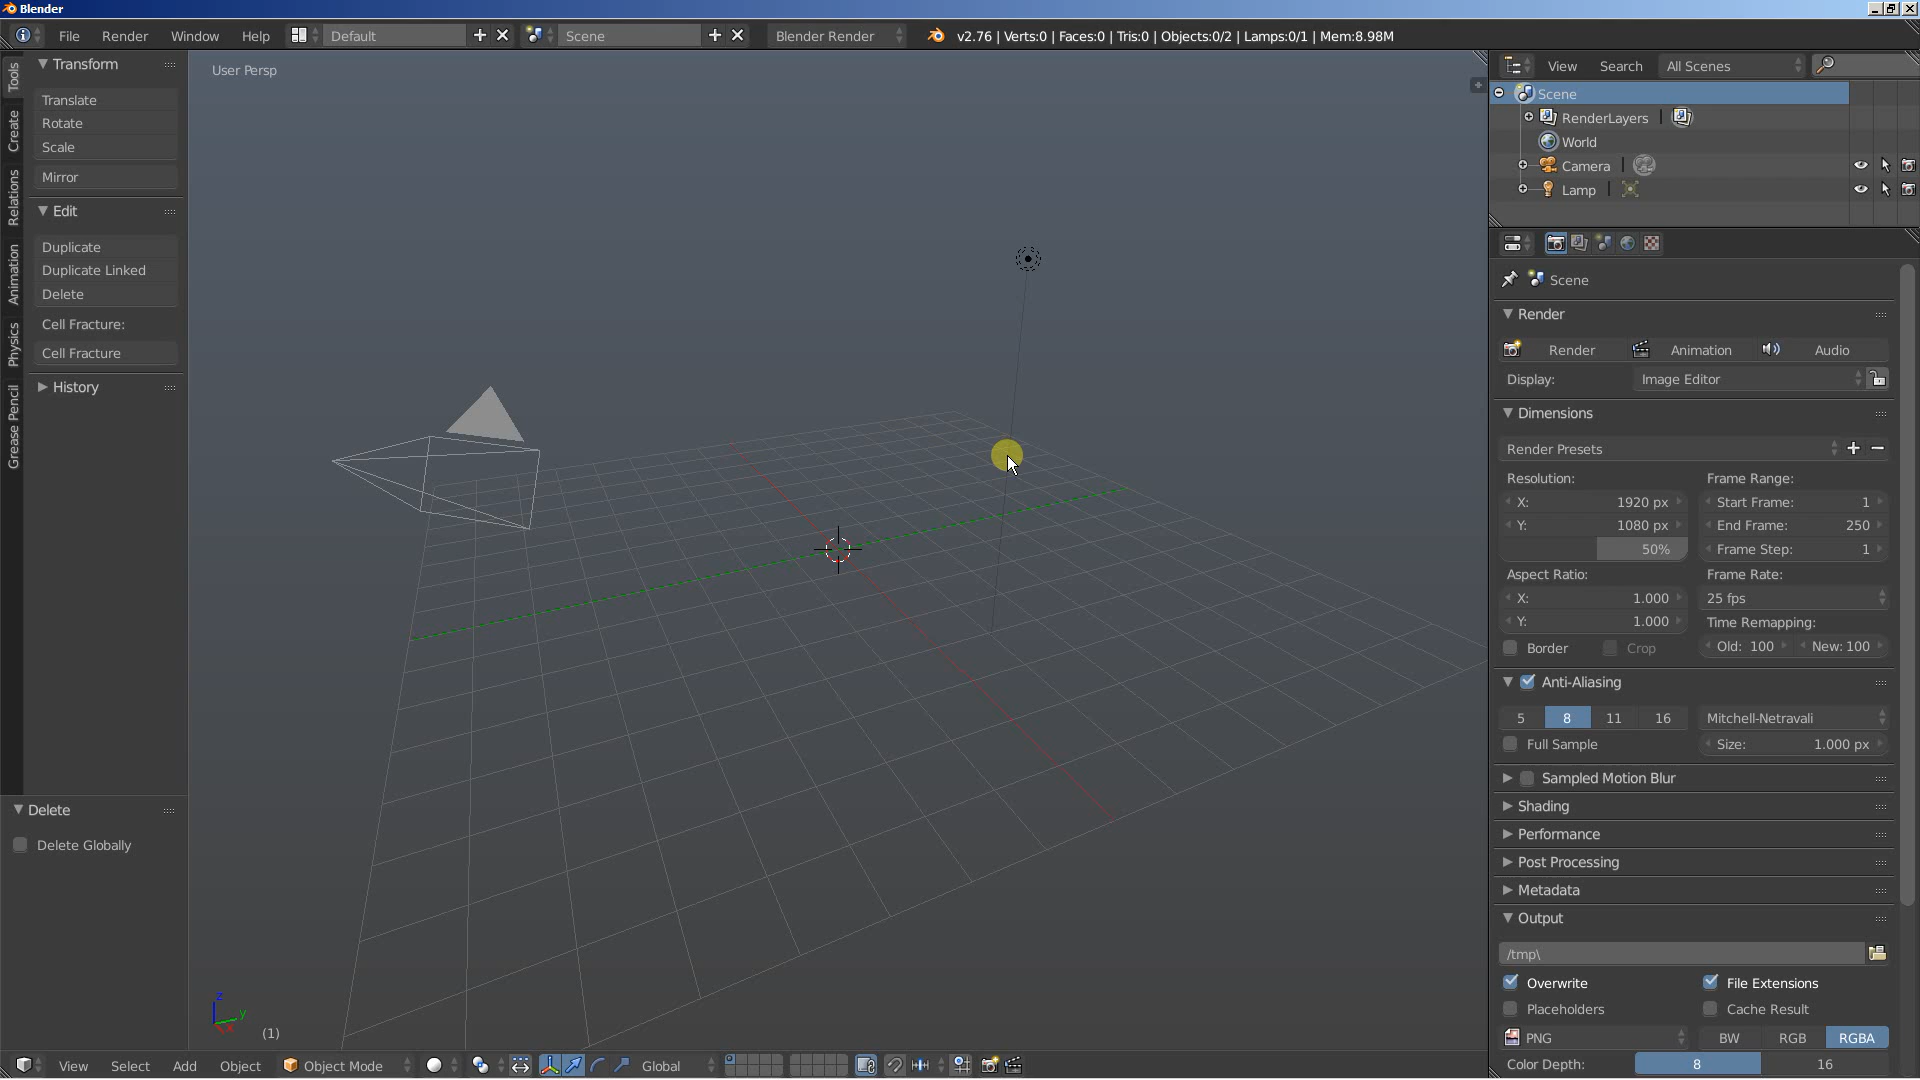 Blender
File Render Window Help Default Scene Blender Render v2.76 | Verts:0 | Faces:0 | Tris:0 | Objects:0/2 | Lamps:0/1 | Mem:8.98M
Tools
Create
Relations
Animation
Physics
Grease Pencil
Transform
Translate
Rotate
Scale
Mirror
Edit
Duplicate
Duplicate Linked
Delete
Cell Fracture:
Cell Fracture
History
Delete
Delete Globally
User Persp
z
y
x
(1)
View Select Add Object Object Mode Global
View Search All Scenes
Scene
RenderLayers
World
Camera
Lamp
Scene
Render
Render Animation Audio
Display: Image Editor
Dimensions
Render Presets
Resolution: Frame Range:
X: 1920 px Start Frame: 1
Y: 1080 px End Frame: 250
50% Frame Step: 1
Aspect Ratio: Frame Rate:
X: 1.000 25 fps
Y: 1.000 Time Remapping:
Border Crop Old: 100 New: 100
Anti-Aliasing
5 8 11 16 Mitchell-Netravali
Full Sample Size: 1.000 px
Sampled Motion Blur
Shading
Performance
Post Processing
Metadata
Output
/tmp\
Overwrite File Extensions
Placeholders Cache Result
PNG BW RGB RGBA
Color Depth: 8 16